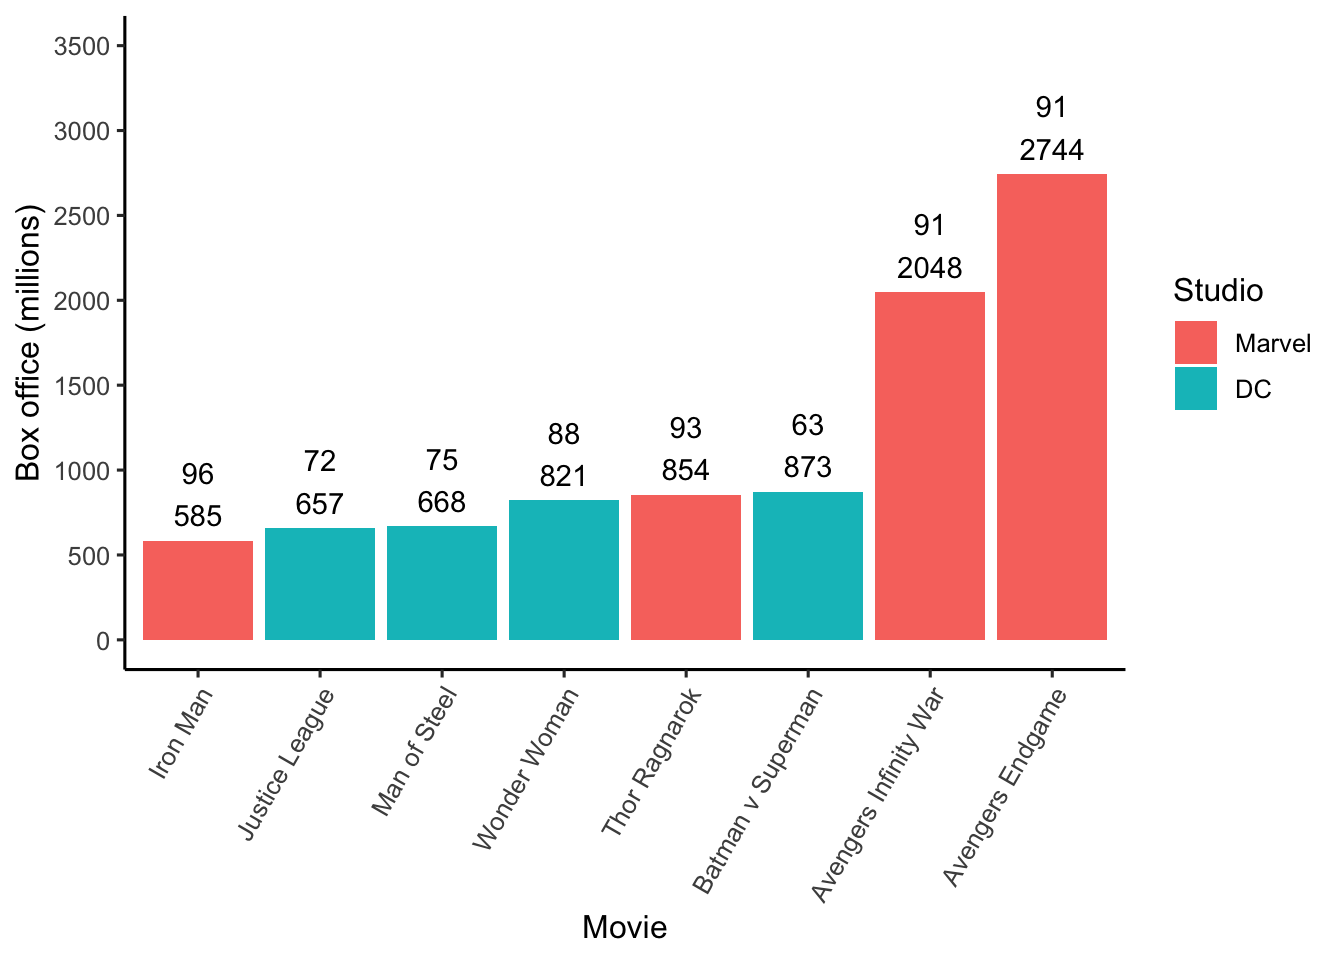 3500
3000
2500
2000
1500
1000
500
0
Box office (millions)
96
585
72
657
75
668
88
821
93
854
63
873
91
2048
91
2744
Iron Man
Justice League
Man of Steel
Wonder Woman
Thor Ragnarok
Batman v Superman
Avengers Infinity War
Avengers Endgame
Movie
Studio
Marvel
DC